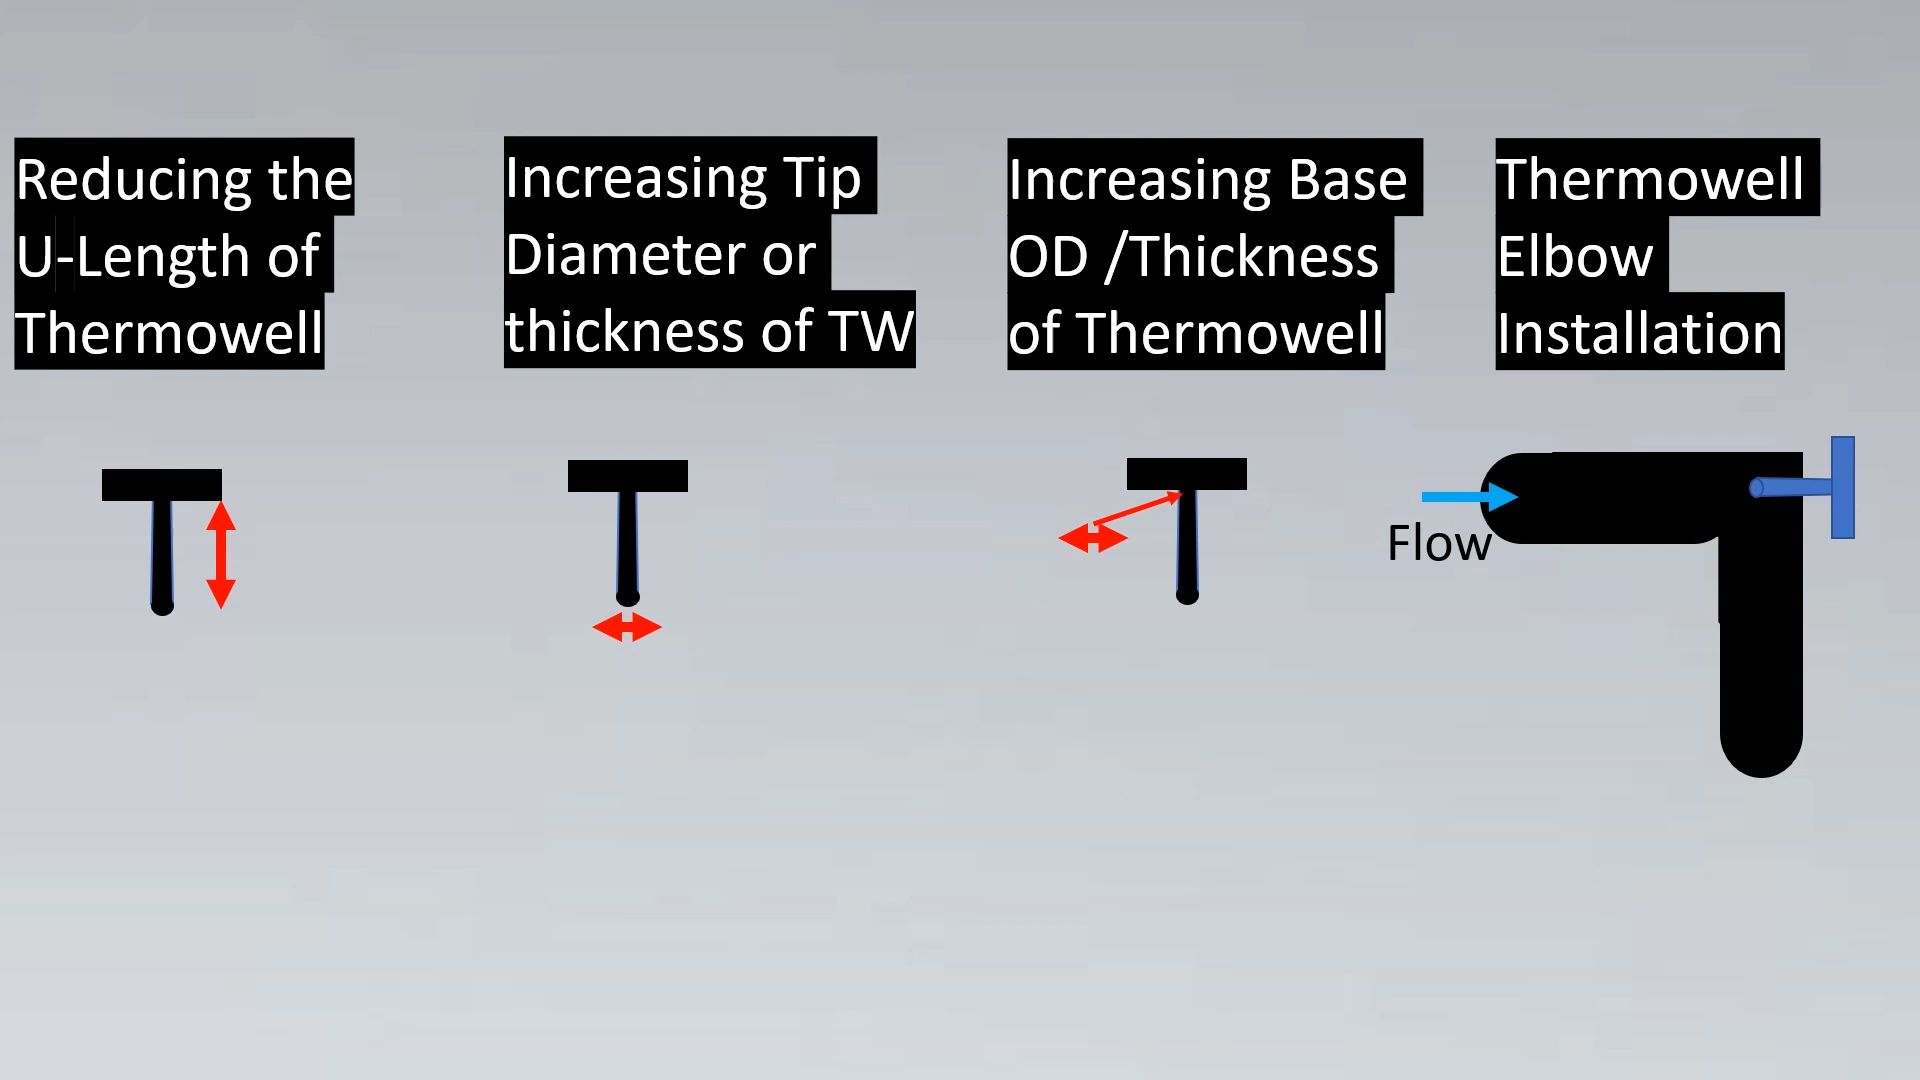 Reducing the
U-Length of
Thermowell
Increasing Tip
Diameter or
thickness of TW
Increasing Base
OD /Thickness
of Thermowell
Thermowell
Elbow
Installation
Flow